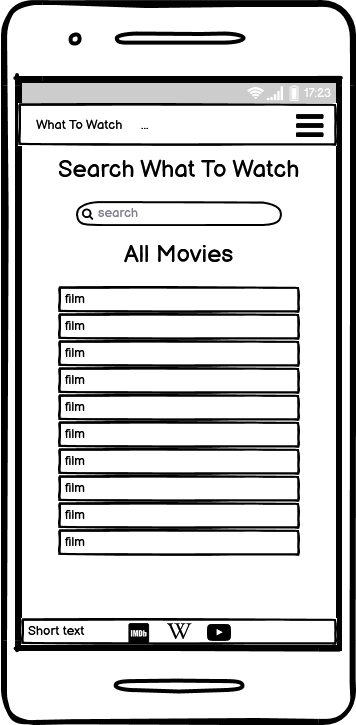 17:23
What To Watch ...
Search What To Watch
search
All Movies
film
film
film
film
film
film
film
film
film
film
Short text IMDb W